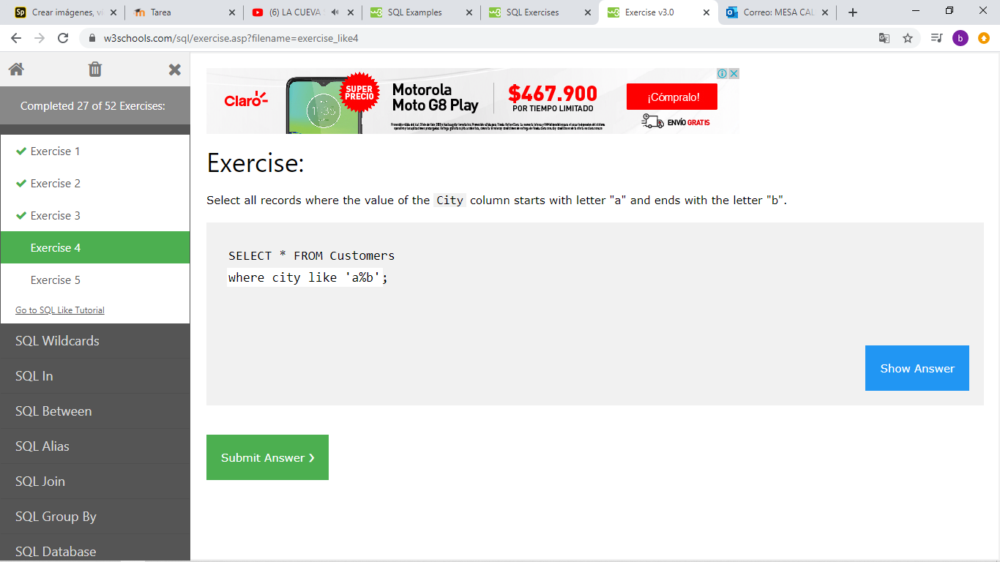 Crear imágenes, ví
Tarea
(6) LA CUEVA
SQL Examples
SQL Exercises
Exercise v3.0
Correo: MESA CAL
w3schools.com/sql/exercise.asp?filename=exercise_like4
b
Completed 27 of 52 Exercises:
Exercise 1
Exercise 2
Exercise 3
Exercise 4
Exercise 5
Go to SQL Like Tutorial
SQL Wildcards
SQL In
SQL Between
SQL Alias
SQL Join
SQL Group By
SQL Database
Claro
SUPER
PRECIO
Motorola
Moto G8 Play
$467.900
POR TIEMPO LIMITADO
¡Cómpralo!
ENVÍO GRATIS
Exercise:
Select all records where the value of the City column starts with letter "a" and ends with the letter "b".
SELECT * FROM Customers
where city like 'a%b';
Show Answer
Submit Answer ❯